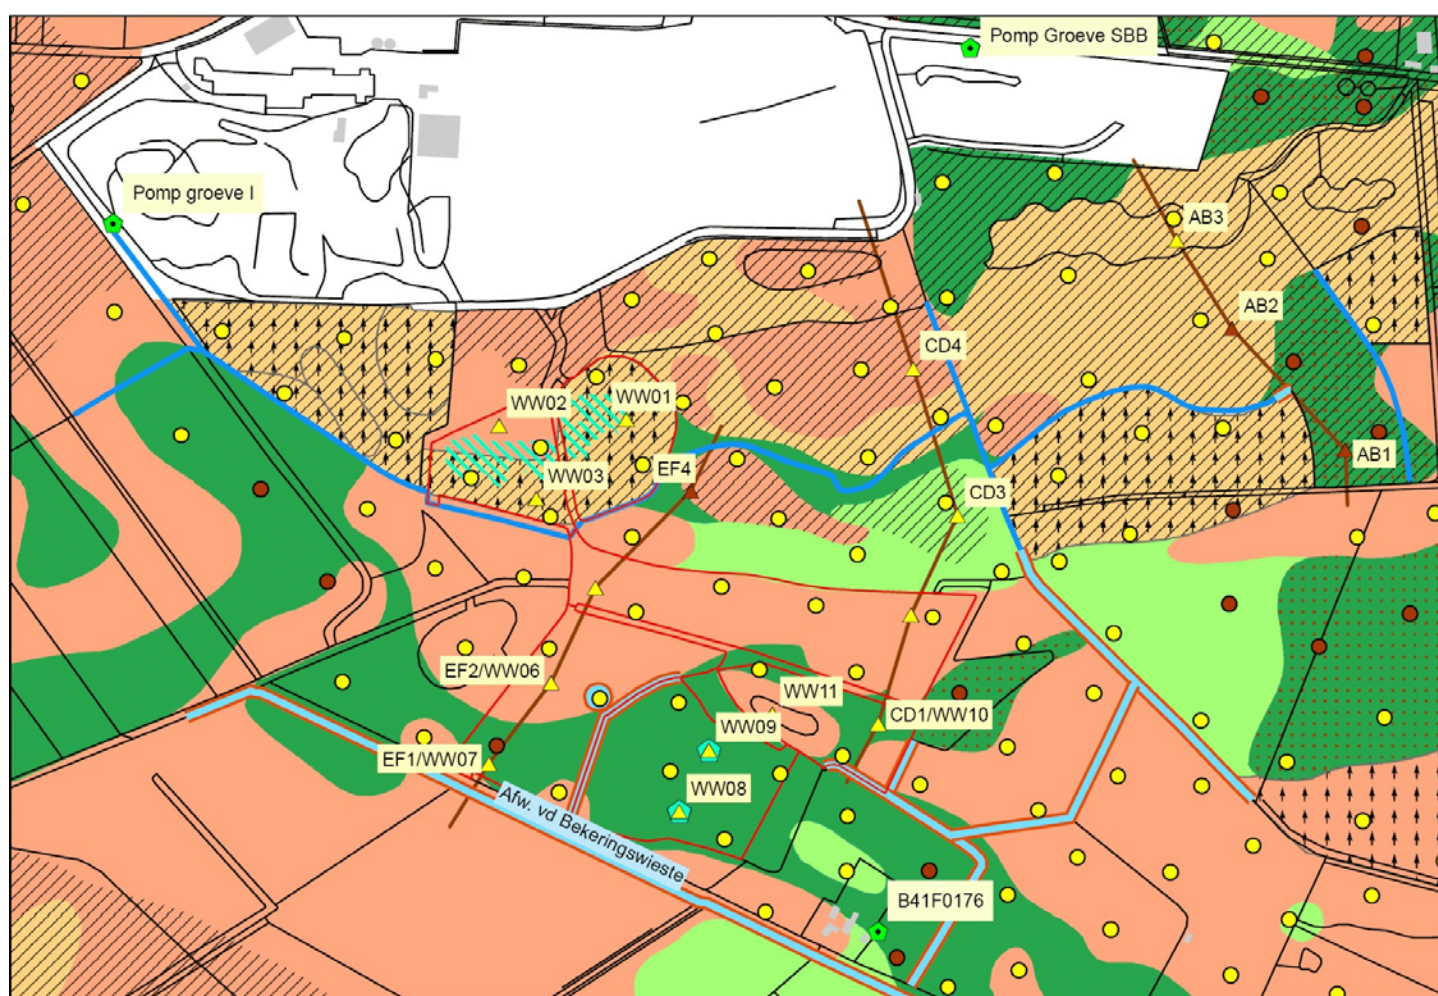 Pomp Groeve SBB
Pomp groeve I
AB3
AB2
CD4
WW02
WW01
AB1
WW03
EF4
CD3
EF2/WW06
WW11
CD1/WW10
WW09
EF1/WW07
WW08
Afw. vd Bekeringswieste
B41F0176